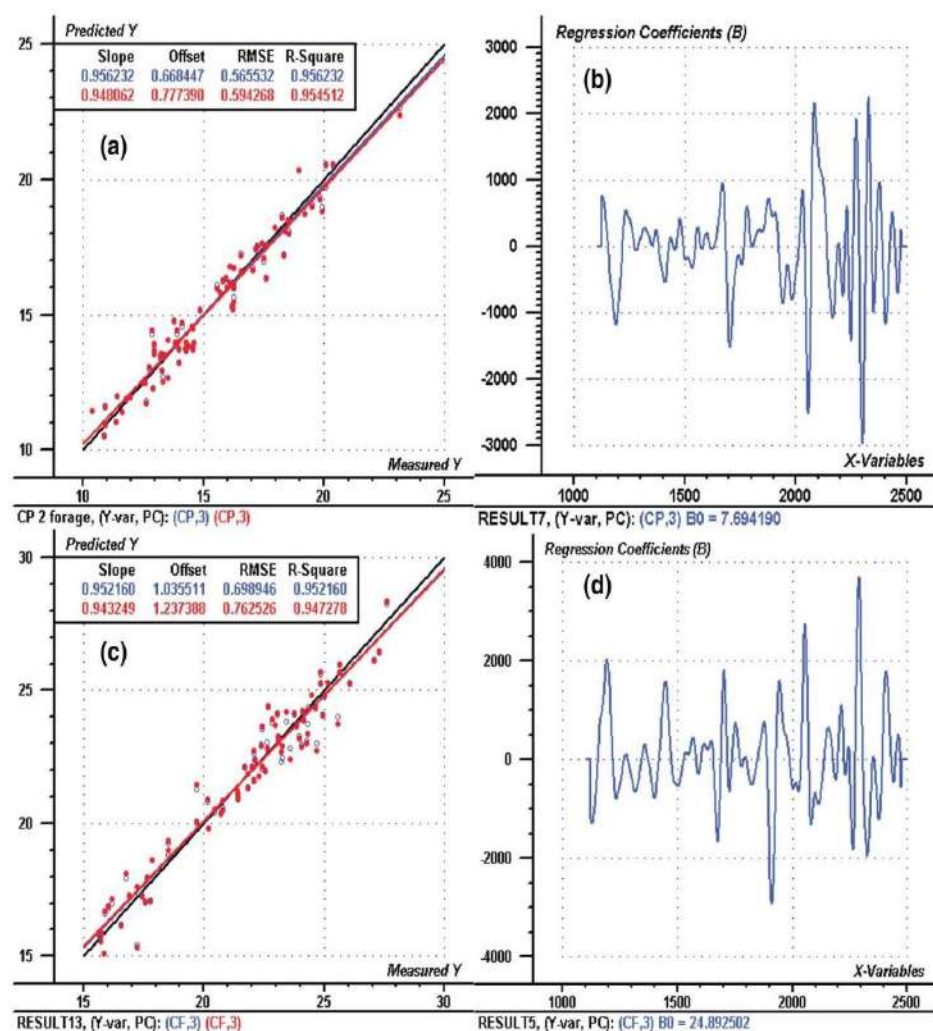 Predicted Y
25
20
15
10
Slope Offset RMSE R-Square
0.956232 0.668447 0.565532 0.956232
0.948062 0.777390 0.594268 0.954512
(a)
Measured Y
10 15 20 25
CP 2 forage, (Y-var, PC): (CP,3) (CP,3)
Regression Coefficients (B)
3000
2000
1000
0
-1000
-2000
-3000
(b)
X-Variables
1000 1500 2000 2500
RESULT7, (Y-var, PC): (CP,3) B0 = 7.694190
Predicted Y
30
25
20
15
Slope Offset RMSE R-Square
0.952160 1.035511 0.698946 0.952160
0.943249 1.237388 0.762526 0.947278
(c)
Measured Y
15 20 25 30
RESULT13, (Y-var, PC): (CF,3) (CF,3)
Regression Coefficients (B)
4000
2000
0
-2000
-4000
(d)
X-Variables
1000 1500 2000 2500
RESULT5, (Y-var, PC): (CF,3) B0 = 24.892502